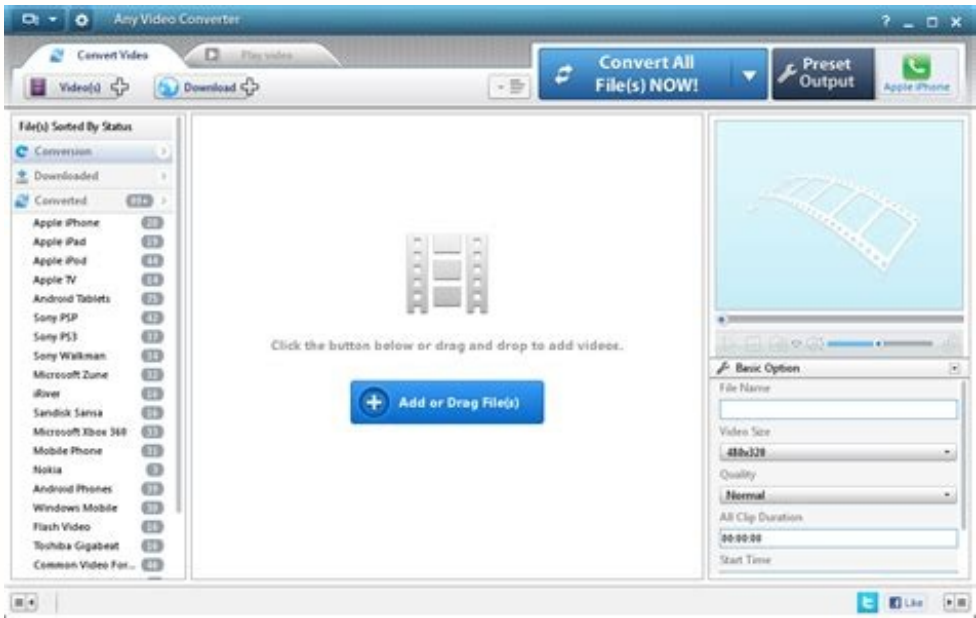 Any Video Converter
?
Convert Video
Play video
Video(s)
Download
Convert All
File(s) NOW!
Preset
Output
Apple iPhone
File(s) Sorted By Status
Conversion
Downloaded
Converted 99+
Apple iPhone
Apple iPad
Apple iPod 44
Apple TV 14
Android Tablets 75
Sony PSP 42
Sony PS3
Sony Walkman
Microsoft Zune
iRiver
Sandisk Sansa
Microsoft Xbox 360
Mobile Phone
Nokia
Android Phones
Windows Mobile
Flash Video
Toshiba Gigabeat
Common Video For...
Click the button below or drag and drop to add videos.
Add or Drag File(s)
Basic Option
File Name
Video Size
480x320
Quality
Normal
All Clip Duration
00:00:00
Start Time
Like